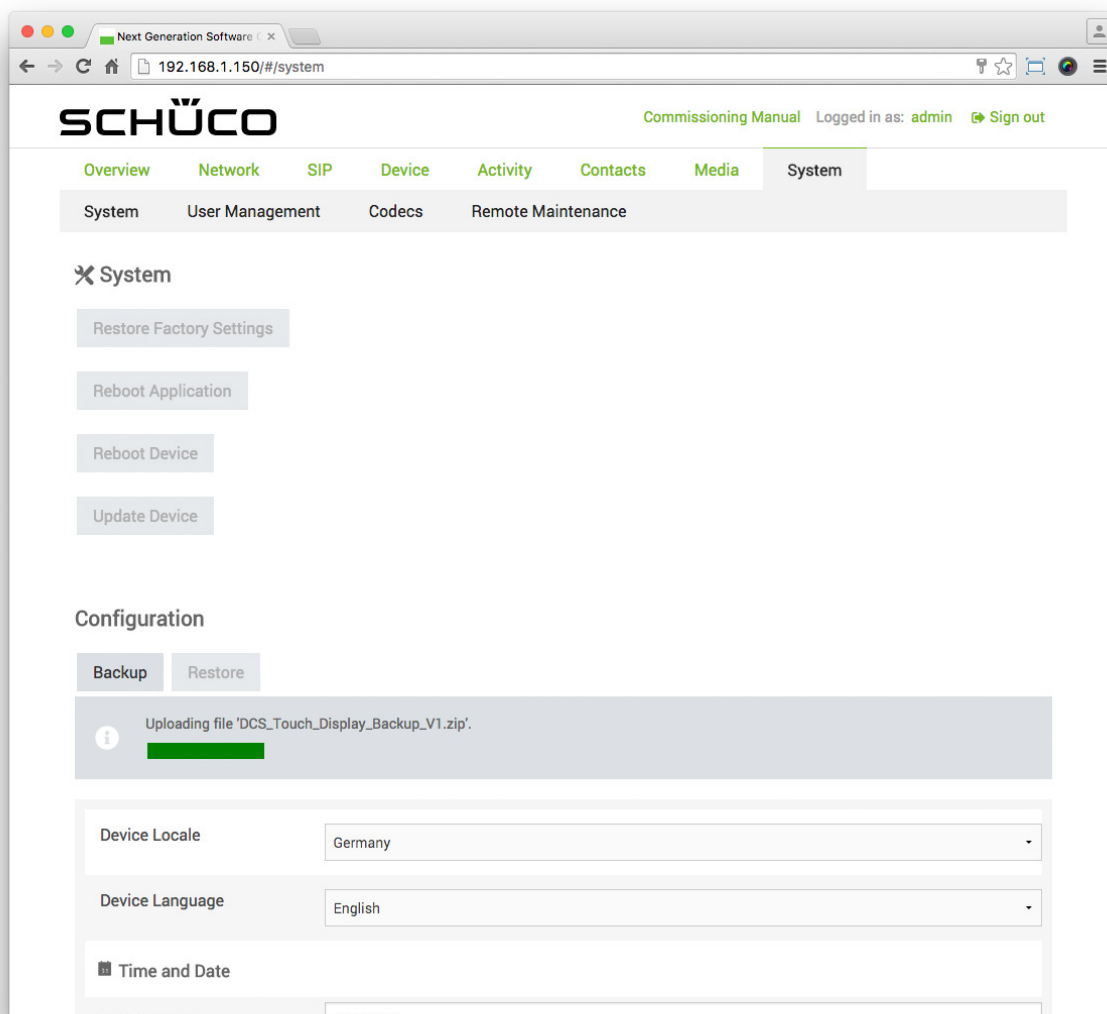 Next Generation Software
192.168.1.150/#/system
SCHÜCO
Commissioning Manual Logged in as: admin Sign out
Overview Network SIP Device Activity Contacts Media System
System User Management Codecs Remote Maintenance
System
Restore Factory Settings
Reboot Application
Reboot Device
Update Device
Configuration
Backup Restore
Uploading file 'DCS_Touch_Display_Backup_V1.zip'.
Device Locale Germany
Device Language English
Time and Date